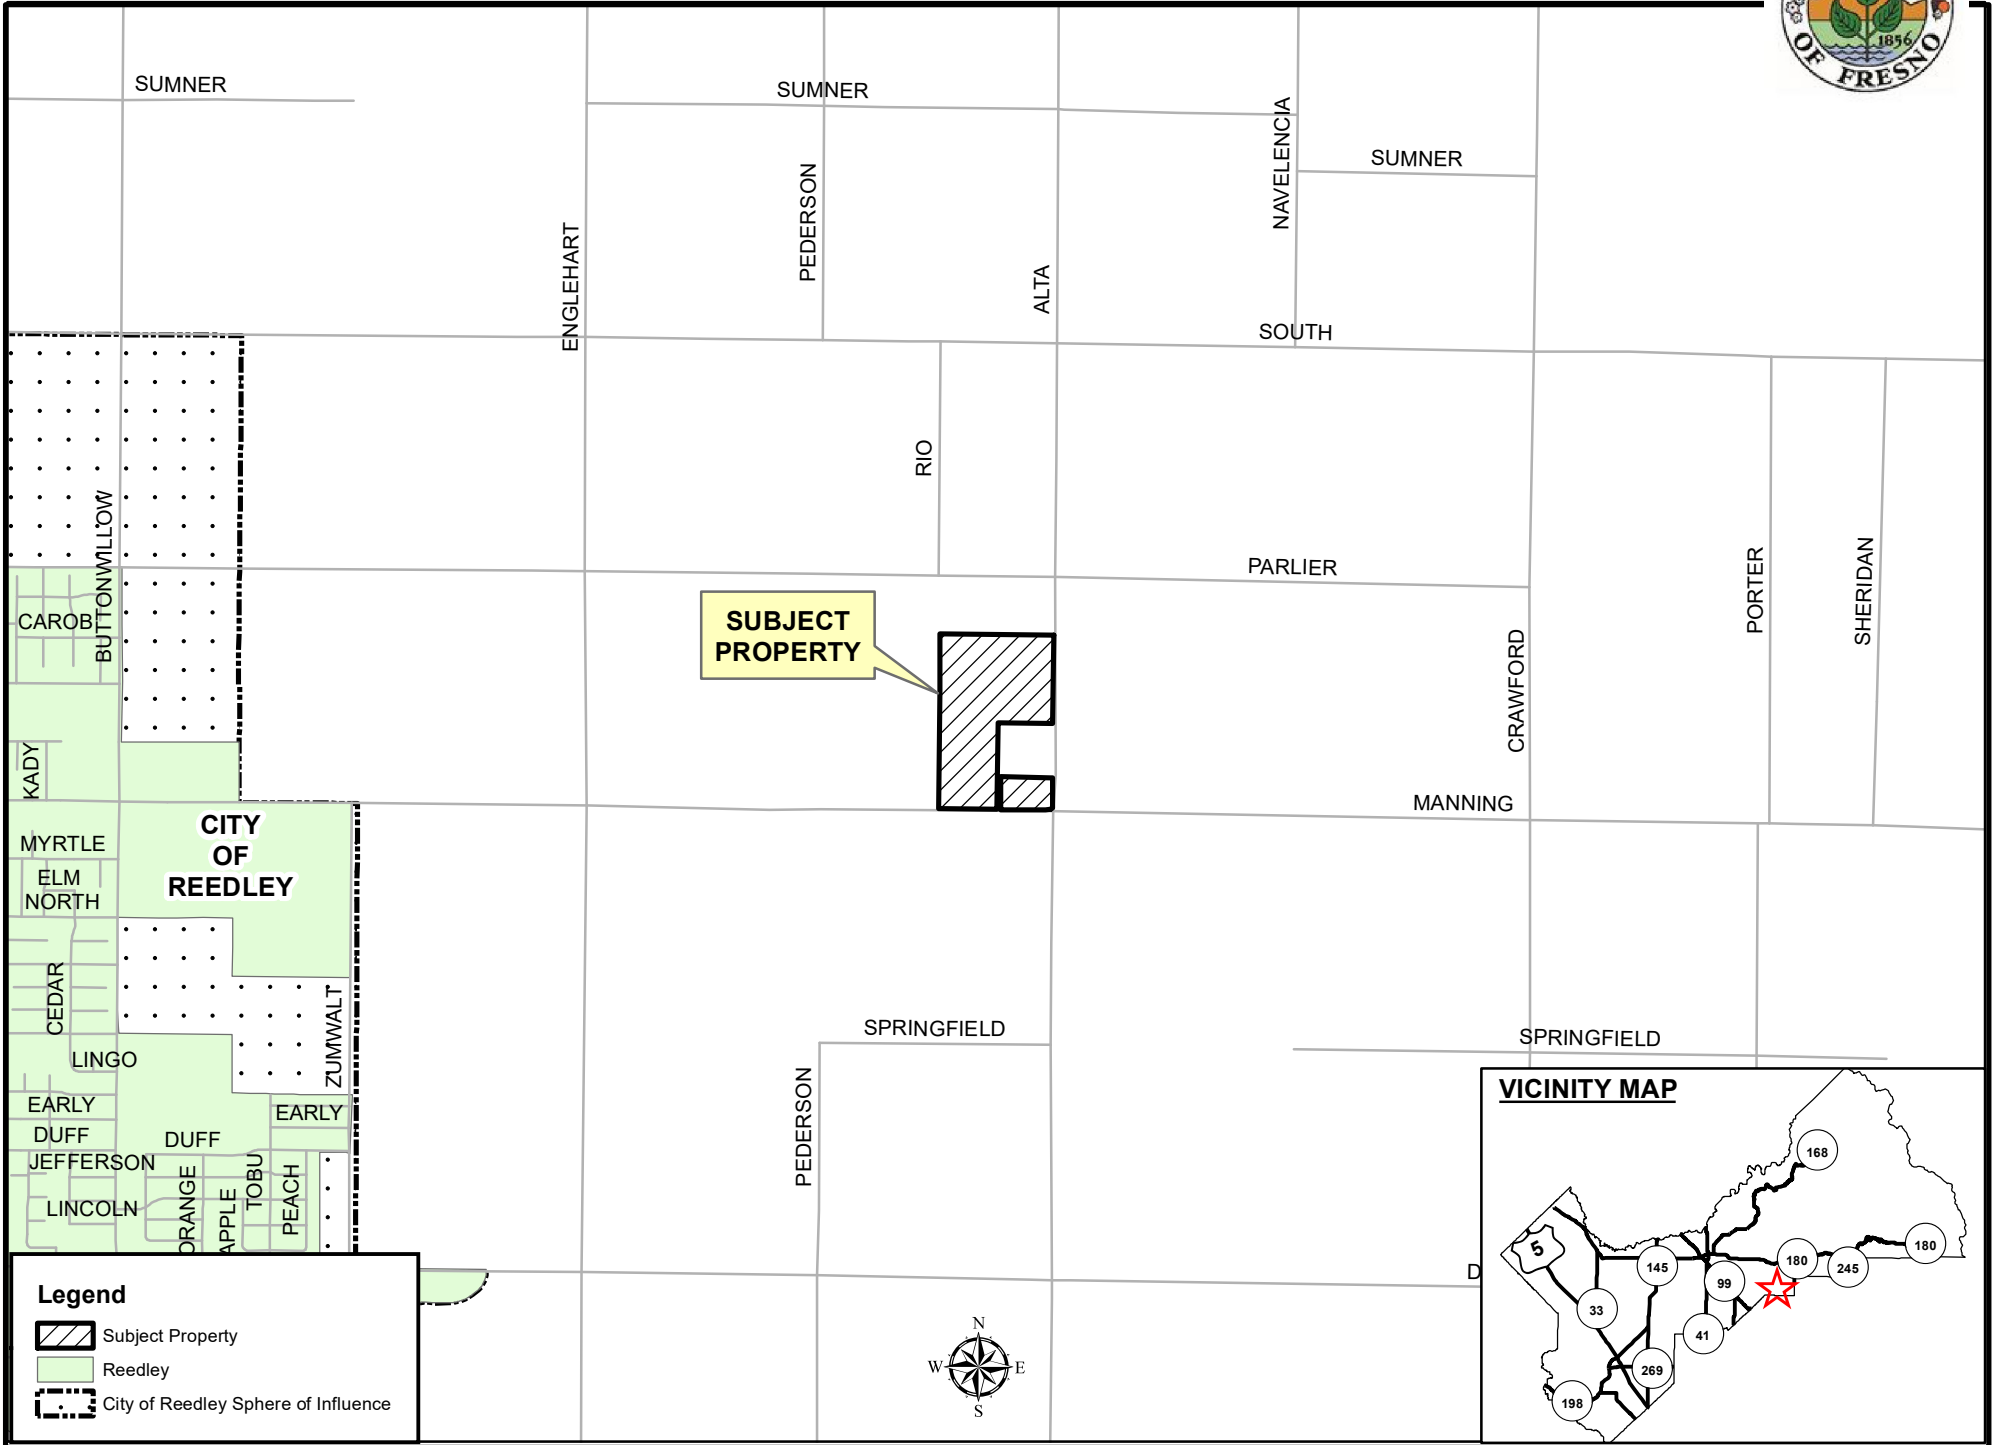 1856
OF FRESNO
SUMNER
SUMNER
NAVELENCIA
SUMNER
PEDERSON
ENGLEHART
ALTA
SOUTH
RIO
BUTTONWILLOW
PARLIER
PORTER
SHERIDAN
CAROB
SUBJECT
PROPERTY
CRAWFORD
KADY
MANNING
CITY
OF
REEDLEY
MYRTLE
ELM
NORTH
CEDAR
ZUMWALT
SPRINGFIELD
SPRINGFIELD
LINGO
EARLY
EARLY
DUFF
DUFF
JEFFERSON
LINCOLN
ORANGE
APPLE
TOBU
PEACH
PEDERSON
D
VICINITY MAP
168
5
145
99
180
245
180
33
41
269
198
Legend
Subject Property
Reedley
City of Reedley Sphere of Influence
N
W E
S